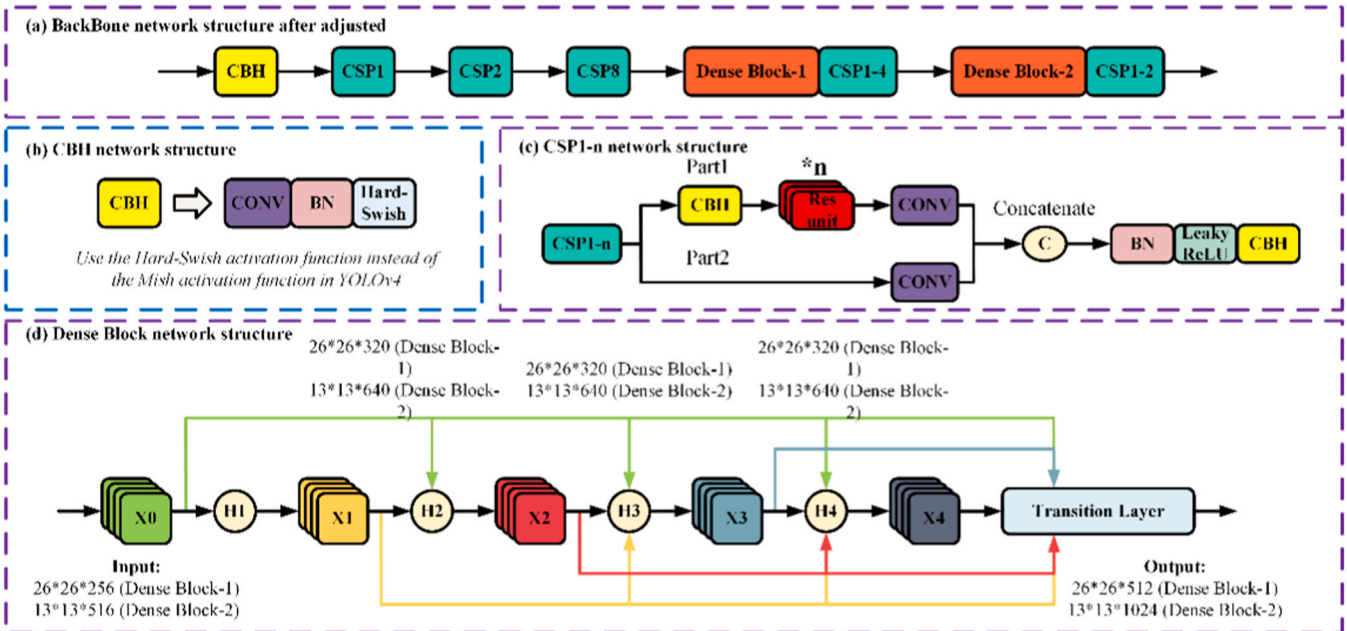 (a) BackBone network structure after adjusted
CBH
CSP1
CSP2
CSP8
Dense Block-1
CSP1-4
Dense Block-2
CSP1-2
(b) CBH network structure
CBH
CONV
BN
Hard-
Swish
Use the Hard-Swish activation function instead of
the Mish activation function in YOLOv4
(c) CSP1-n network structure
Part1
*n
CSP1-n
CBH
Res
unit
CONV
Part2
CONV
Concatenate
C
BN
Leaky
ReLU
CBH
(d) Dense Block network structure
26*26*320 (Dense Block-
1)
13*13*640 (Dense Block-
2)
26*26*320 (Dense Block-1)
13*13*640 (Dense Block-2)
26*26*320 (Dense Block-
1)
13*13*640 (Dense Block-
2)
X0
H1
X1
H2
X2
H3
X3
H4
X4
Transition Layer
Input:
26*26*256 (Dense Block-1)
13*13*516 (Dense Block-2)
Output:
26*26*512 (Dense Block-1)
13*13*1024 (Dense Block-2)